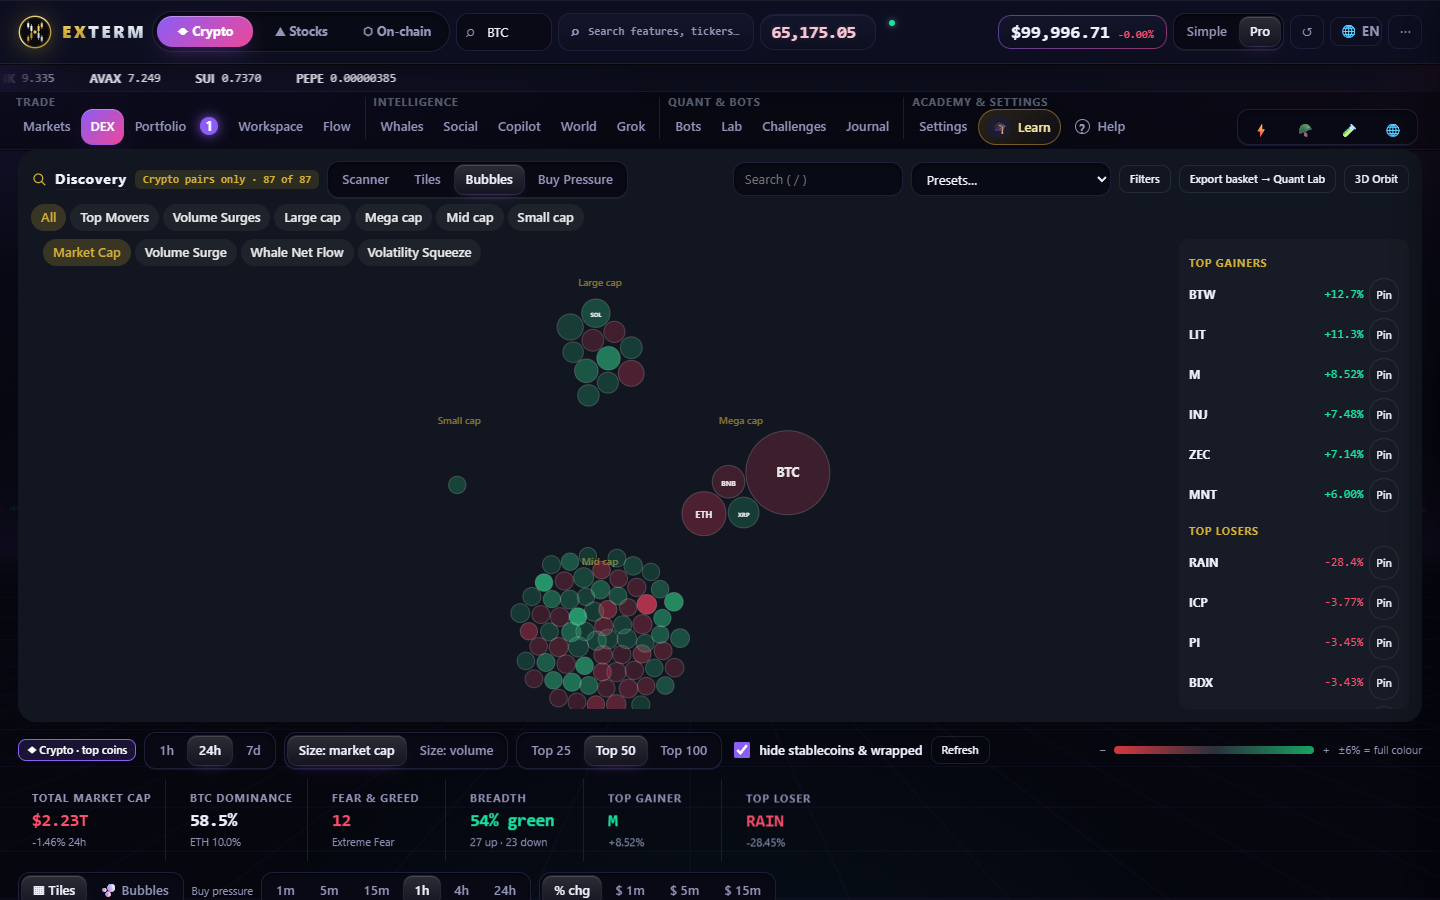 EXTERM
Crypto
Stocks
On-chain
BTC
Search features, tickers…
65,175.05
$99,996.71 -0.00%
Simple
Pro
EN
9.335 AVAX 7.249 SUI 0.7370 PEPE 0.00000385
TRADE
Markets DEX Portfolio 1 Workspace Flow
INTELLIGENCE
Whales Social Copilot World Grok
QUANT & BOTS
Bots Lab Challenges Journal
ACADEMY & SETTINGS
Settings Learn ? Help
Discovery
Crypto pairs only · 87 of 87
Scanner Tiles Bubbles Buy Pressure
Search ( / )
Presets...
Filters
Export basket → Quant Lab
3D Orbit
All Top Movers Volume Surges Large cap Mega cap Mid cap Small cap
Market Cap Volume Surge Whale Net Flow Volatility Squeeze
Large cap
SOL
Small cap
Mega cap
BTC
BNB
ETH
XRP
Mid cap
TOP GAINERS
BTW +12.7% Pin
LIT +11.3% Pin
M +8.52% Pin
INJ +7.48% Pin
ZEC +7.14% Pin
MNT +6.00% Pin
TOP LOSERS
RAIN -28.4% Pin
ICP -3.77% Pin
PI -3.45% Pin
BDX -3.43% Pin
Crypto · top coins
1h 24h 7d
Size: market cap Size: volume
Top 25 Top 50 Top 100
hide stablecoins & wrapped
Refresh
− + ±6% = full colour
TOTAL MARKET CAP
$2.23T
-1.46% 24h
BTC DOMINANCE
58.5%
ETH 10.0%
FEAR & GREED
12
Extreme Fear
BREADTH
54% green
27 up · 23 down
TOP GAINER
M
+8.52%
TOP LOSER
RAIN
-28.45%
Tiles Bubbles
Buy pressure
1m 5m 15m 1h 4h 24h
% chg $ 1m $ 5m $ 15m